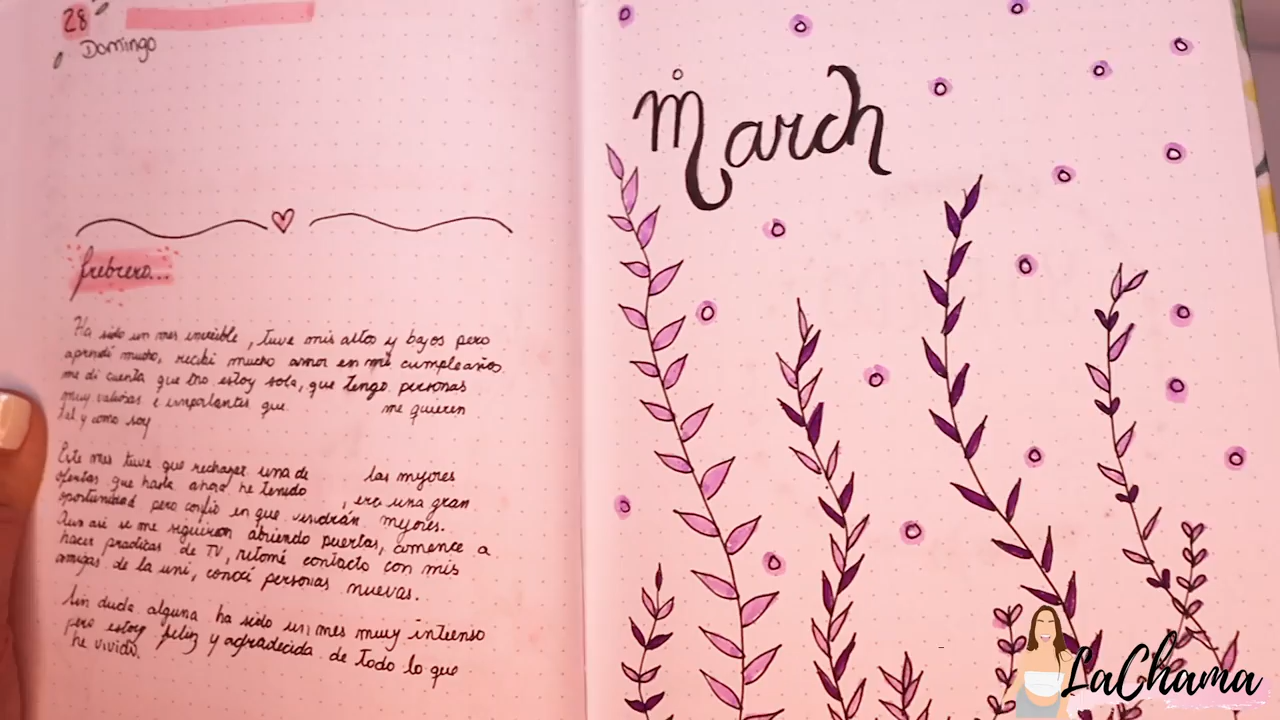 28
Domingo
febrero...
Ha sido un mes increíble, tuve mis altos y bajos pero
aprendí mucho, recibí mucho amor en mi cumpleaños
me di cuenta que no estoy sola, que tengo personas
muy valiosas e importantes que me quieren
tal y como soy
Este mes tuve que rechazar una de las mejores
ofertas que hasta ahora he tenido, era una gran
oportunidad pero confío en que vendrán mejores.
Aun así se me siguieron abriendo puertas, comencé a
hacer practicas de TV, retomé contacto con mis
amigas de la uni, conocí personas nuevas.
Sin duda alguna ha sido un mes muy intenso
pero estoy feliz y agradecida de todo lo que
he vivido.
March
LaChama